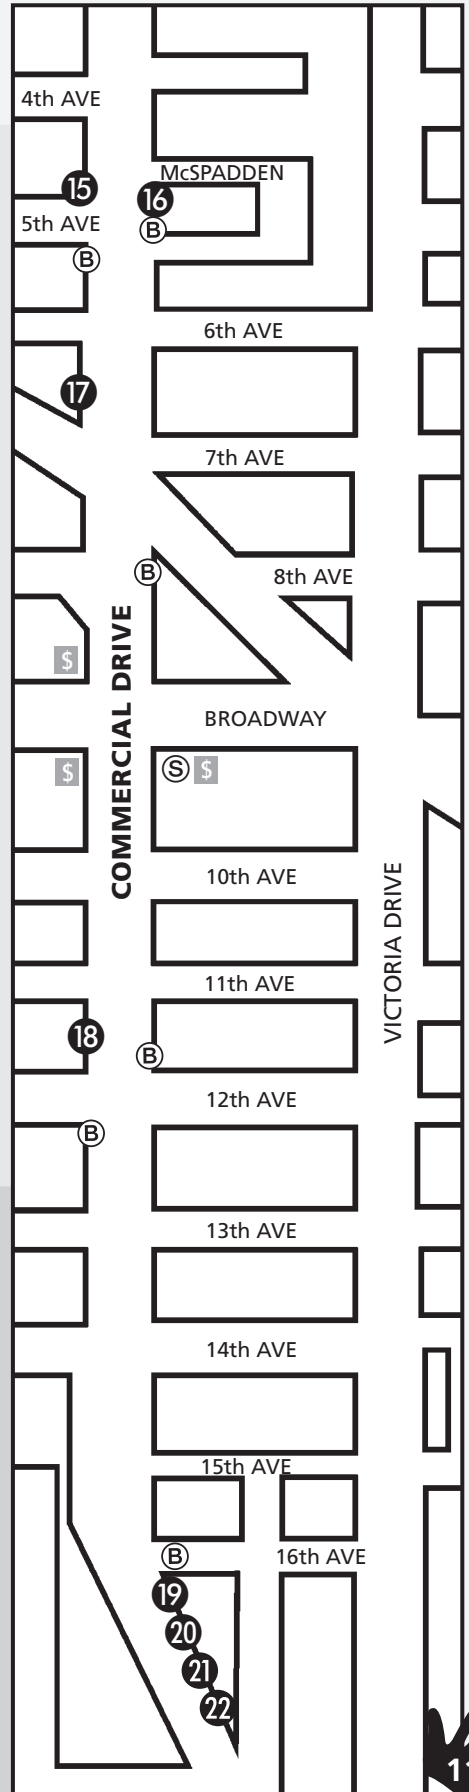 4th AVE
15
McSPADDEN
16
5th AVE
B
B
6th AVE
17
7th AVE
B
8th AVE
COMMERCIAL DRIVE
$
BROADWAY
$
S $
10th AVE
VICTORIA DRIVE
11th AVE
18
B
12th AVE
B
13th AVE
14th AVE
15th AVE
B
16th AVE
19
20
21
22